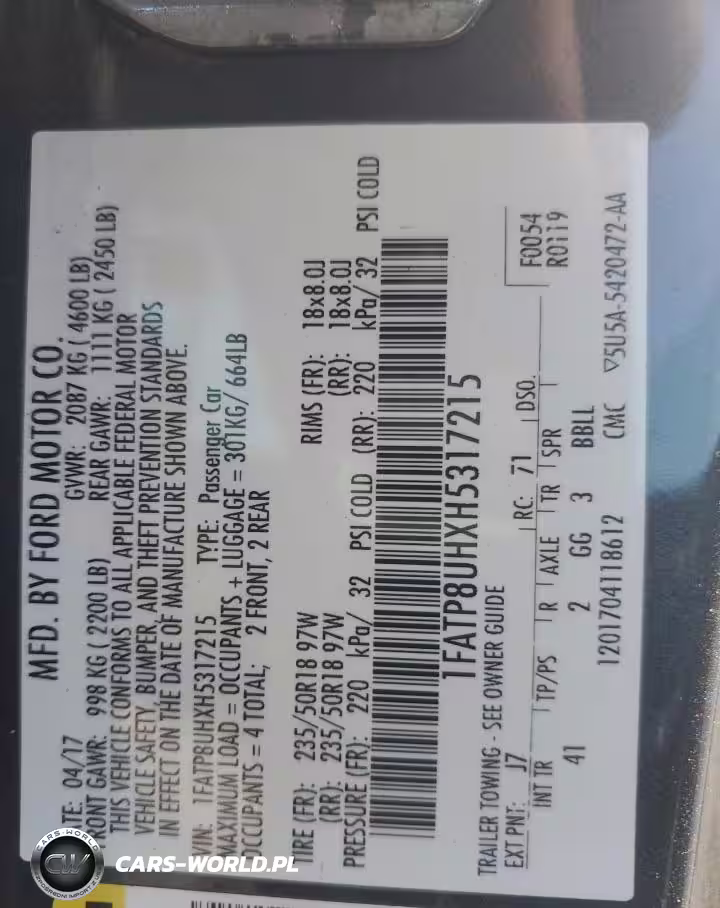 MFD. BY FORD MOTOR CO.
TE: 04/17 GVWR: 2087 KG ( 4600 LB)
RONT GAWR: 998 KG ( 2200 LB) REAR GAWR: 1111 KG ( 2450 LB)
THIS VEHICLE CONFORMS TO ALL APPLICABLE FEDERAL MOTOR
VEHICLE SAFETY, BUMPER, AND THEFT PREVENTION STANDARDS
IN EFFECT ON THE DATE OF MANUFACTURE SHOWN ABOVE.
VIN: 1FATP8UHXH5317215 TYPE: Passenger Car
MAXIMUM LOAD = OCCUPANTS + LUGGAGE = 301KG/ 664LB
OCCUPANTS = 4 TOTAL; 2 FRONT, 2 REAR
TIRE (FR): 235/50R18 97W RIMS (FR): 18x8.0J
(RR): 235/50R18 97W (RR): 18x8.0J
PRESSURE (FR): 220 kPa/ 32 PSI COLD (RR): 220 kPa/ 32 PSI COLD
1FATP8UHXH5317215
TRAILER TOWING - SEE OWNER GUIDE
F0054
EXT PNT: J7 RC: 71 DSO. R0119
INT TR TP/PS R AXLE TR SPR
41 2 GG 3 BBLL
1201704118612 CMC ▽5U5A-5420472-AA
CARS-WORLD.PL
CARS-WORLD
CW